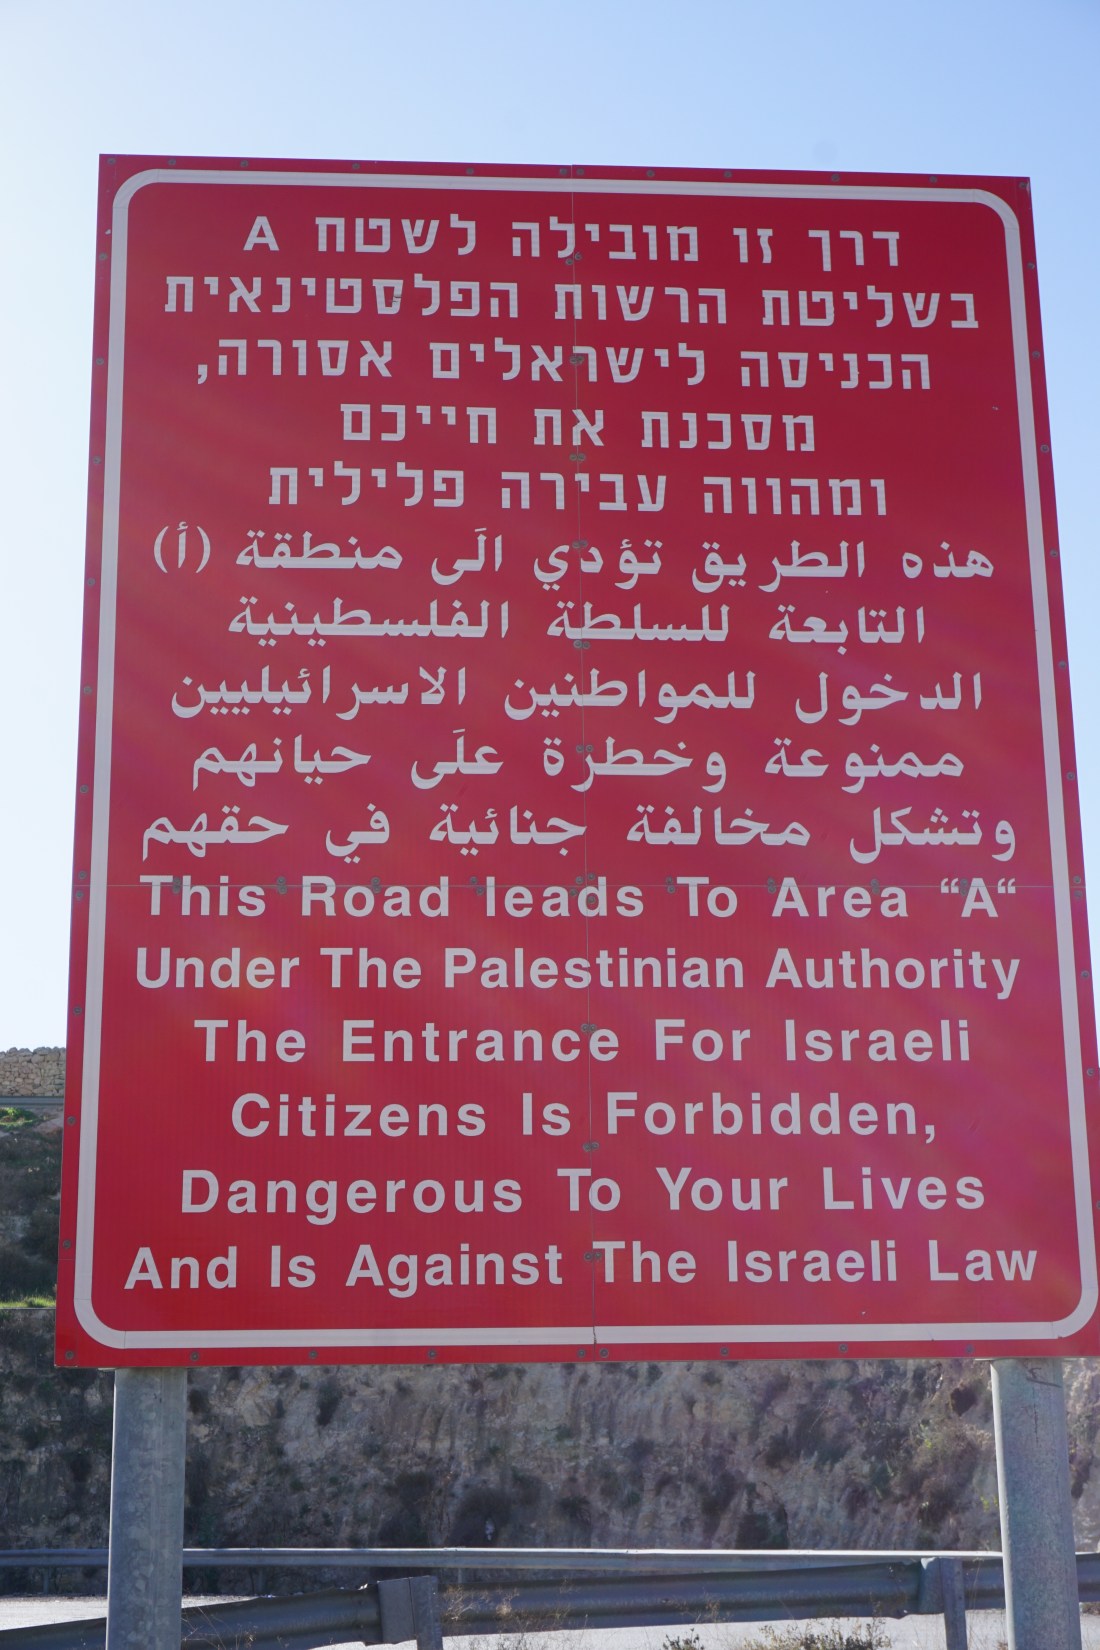 דרך זו מובילה לשטח A
בשליטת הרשות הפלסטינאית
הכניסה לישראלים אסורה,
מסכנת את חייכם
ומהווה עבירה פלילית
هذه الطريق تؤدي الَى منطقة (أ)
التابعة للسلطة الفلسطينية
الدخول للمواطنين الاسرائيليين
ممنوعة وخطرة علَى حيانهم
وتشكل مخالفة جنائية في حقهم
This Road leads To Area “A“
Under The Palestinian Authority
The Entrance For Israeli
Citizens Is Forbidden,
Dangerous To Your Lives
And Is Against The Israeli Law